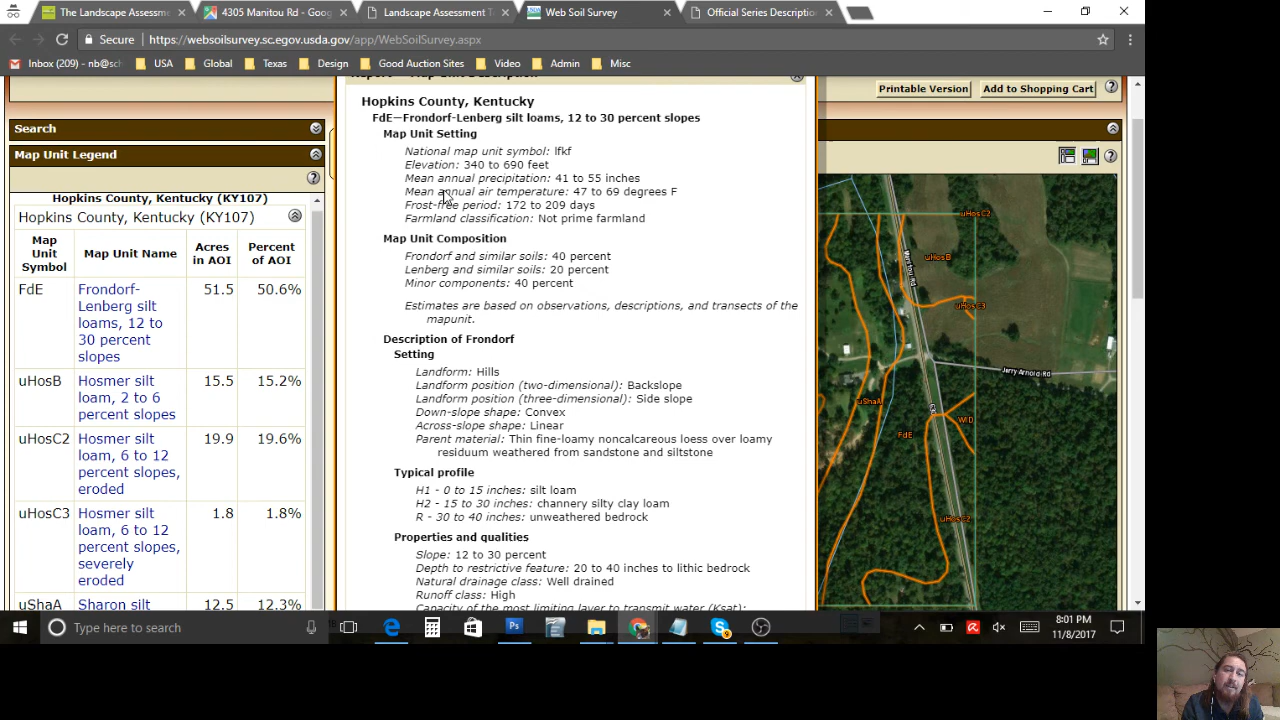 The Landscape Assessm
4305 Manitou Rd - Goog
Landscape Assessment T
Web Soil Survey
Official Series Descriptio
Secure
https://websoilsurvey.sc.egov.usda.gov/app/WebSoilSurvey.aspx
Inbox (209) - nb@sch
USA
Global
Texas
Design
Good Auction Sites
Video
Admin
Misc
Printable Version
Add to Shopping Cart
Search
Map Unit Legend
Hopkins County, Kentucky (KY107)
Hopkins County, Kentucky (KY107)
Map Unit Symbol
Map Unit Name
Acres in AOI
Percent of AOI
FdE
Frondorf-
Lenberg silt
loams, 12 to
30 percent
slopes
51.5
50.6%
uHosB
Hosmer silt
loam, 2 to 6
percent slopes
15.5
15.2%
uHosC2
Hosmer silt
loam, 6 to 12
percent slopes,
eroded
19.9
19.6%
uHosC3
Hosmer silt
loam, 6 to 12
percent slopes,
severely
eroded
1.8
1.8%
uShaA
Sharon silt
12.5
12.3%
Hopkins County, Kentucky
FdE—Frondorf-Lenberg silt loams, 12 to 30 percent slopes
Map Unit Setting
National map unit symbol: lfkf
Elevation: 340 to 690 feet
Mean annual precipitation: 41 to 55 inches
Mean annual air temperature: 47 to 69 degrees F
Frost-free period: 172 to 209 days
Farmland classification: Not prime farmland
Map Unit Composition
Frondorf and similar soils: 40 percent
Lenberg and similar soils: 20 percent
Minor components: 40 percent
Estimates are based on observations, descriptions, and transects of the
mapunit.
Description of Frondorf
Setting
Landform: Hills
Landform position (two-dimensional): Backslope
Landform position (three-dimensional): Side slope
Down-slope shape: Convex
Across-slope shape: Linear
Parent material: Thin fine-loamy noncalcareous loess over loamy
residuum weathered from sandstone and siltstone
Typical profile
H1 - 0 to 15 inches: silt loam
H2 - 15 to 30 inches: channery silty clay loam
R - 30 to 40 inches: unweathered bedrock
Properties and qualities
Slope: 12 to 30 percent
Depth to restrictive feature: 20 to 40 inches to lithic bedrock
Natural drainage class: Well drained
Runoff class: High
Capacity of the most limiting layer to transmit water (Ksat):
uHosC2
uHosB
Manitou Rd
uHosC3
Jerry Arnold Rd
uShaA
WID
FdE
uHosC2
Type here to search
8:01 PM
11/8/2017